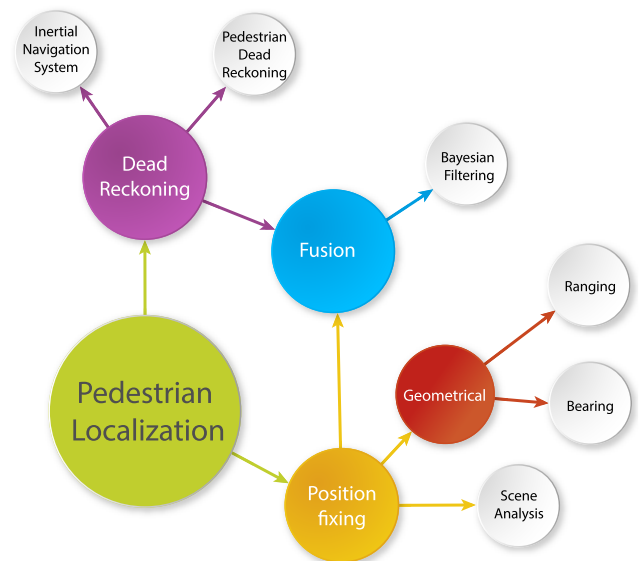 Inertial
Navigation
System
Pedestrian
Dead
Reckoning
Dead
Reckoning
Bayesian
Filtering
Fusion
Ranging
Pedestrian
Localization
Geometrical
Bearing
Position
fixing
Scene
Analysis